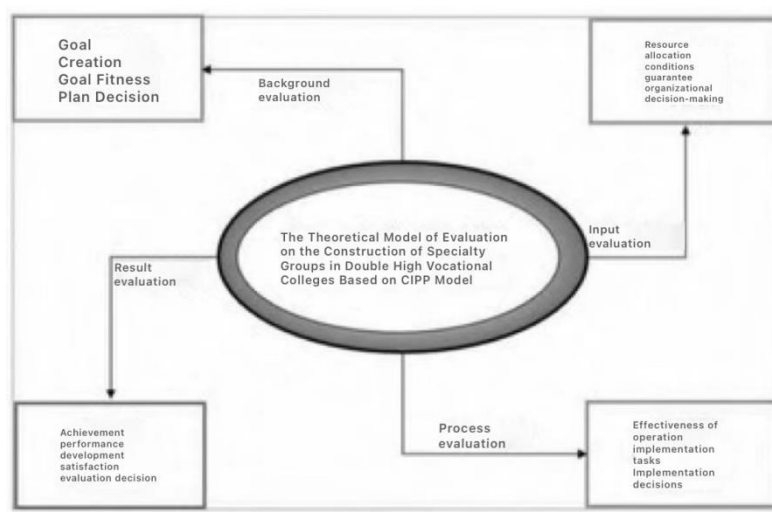 Goal
Creation
Goal Fitness
Plan Decision
Background
evaluation
Resource
allocation
conditions
guarantee
organizational
decision-making
The Theoretical Model of Evaluation
on the Construction of Specialty
Groups in Double High Vocational
Colleges Based on CIPP Model
Input
evaluation
Result
evaluation
Achievement
performance
development
satisfaction
evaluation decision
Process
evaluation
Effectiveness of
operation
implementation
tasks
Implementation
decisions